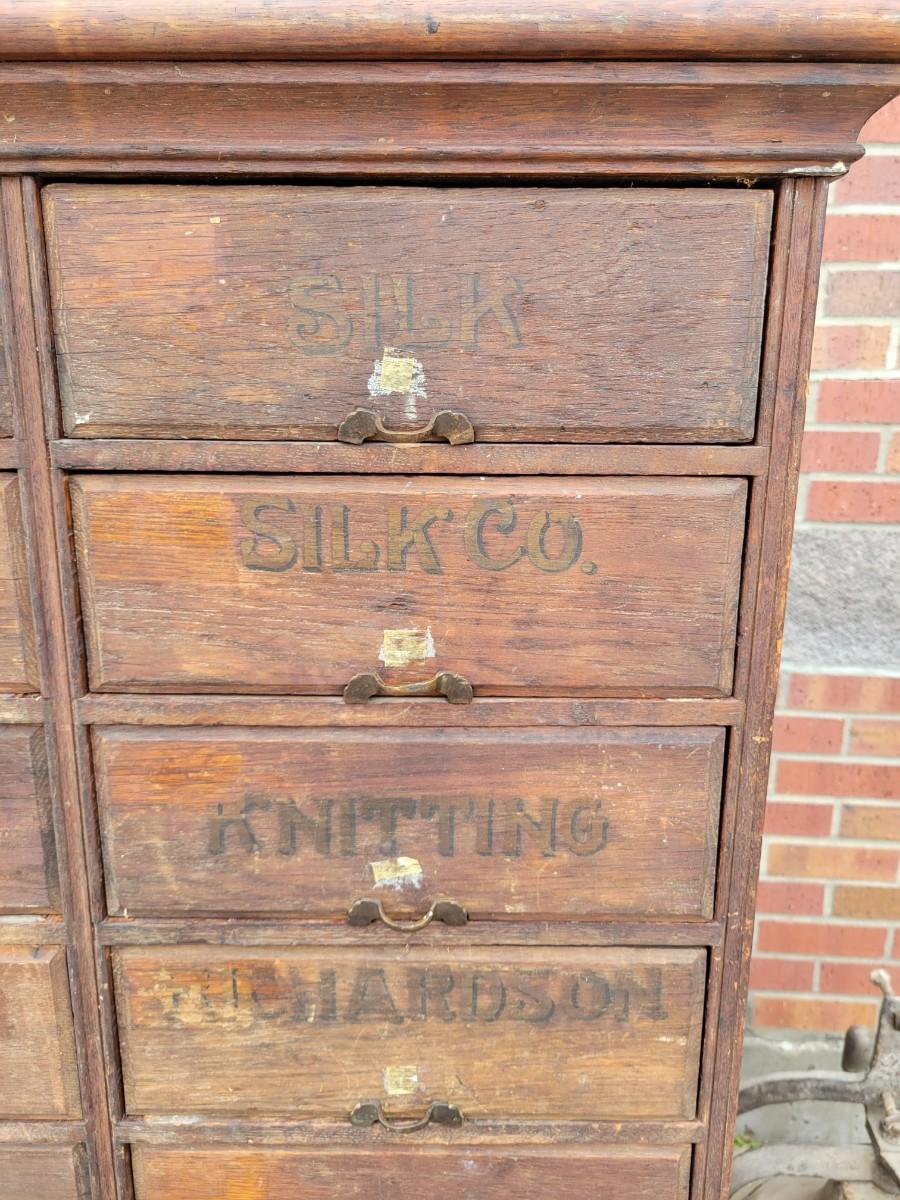 SILK
SILK CO.
KNITTING
RICHARDSON